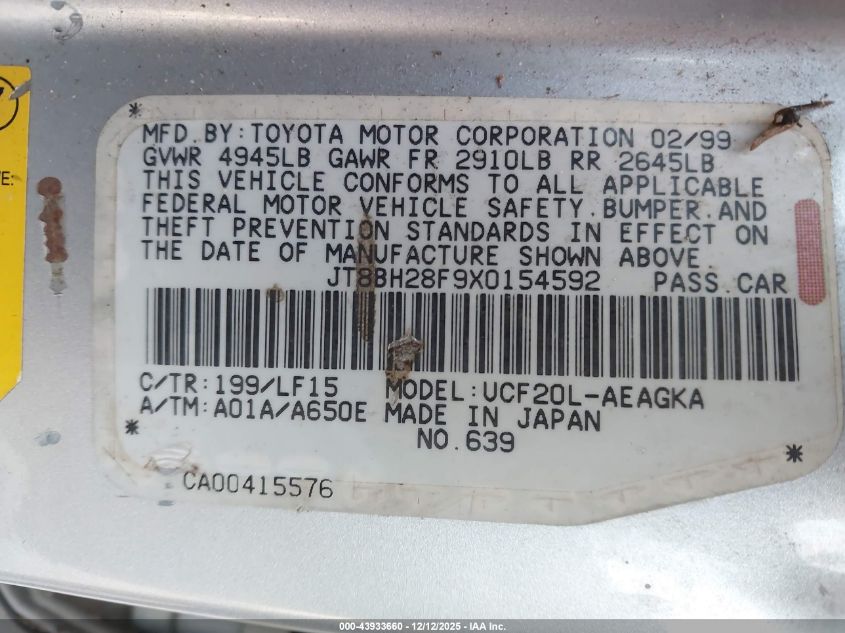 MFD.BY:TOYOTA MOTOR CORPORATION 02/99
GVWR 4945LB GAWR FR 2910LB RR 2645LB
THIS VEHICLE CONFORMS TO ALL APPLICABLE
FEDERAL MOTOR VEHICLE SAFETY.BUMPER.AND
THEFT PREVENTION STANDARDS IN EFFECT ON
THE DATE OF MANUFACTURE SHOWN ABOVE.
JT8BH28F9X0154592 PASS.CAR
C/TR:199/LF15 MODEL:UCF20L-AEAGKA
A/TM:A01A/A650E MADE IN JAPAN
NO.639
CA00415576
000-43933660 - 12/12/2025 - IAA Inc.